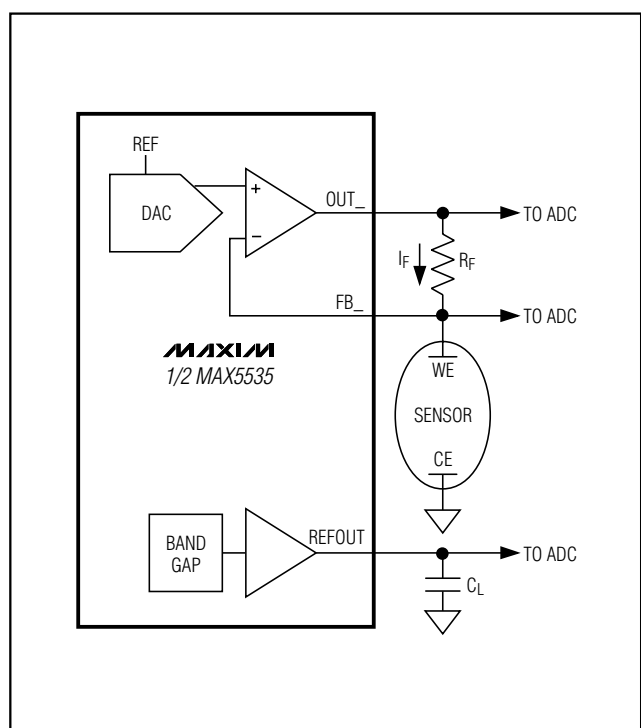 REF
DAC
+
−
OUT_
TO ADC
I_F
R_F
FB_
TO ADC
MAXIM
1/2 MAX5535
WE
SENSOR
CE
BAND
GAP
REFOUT
TO ADC
C_L